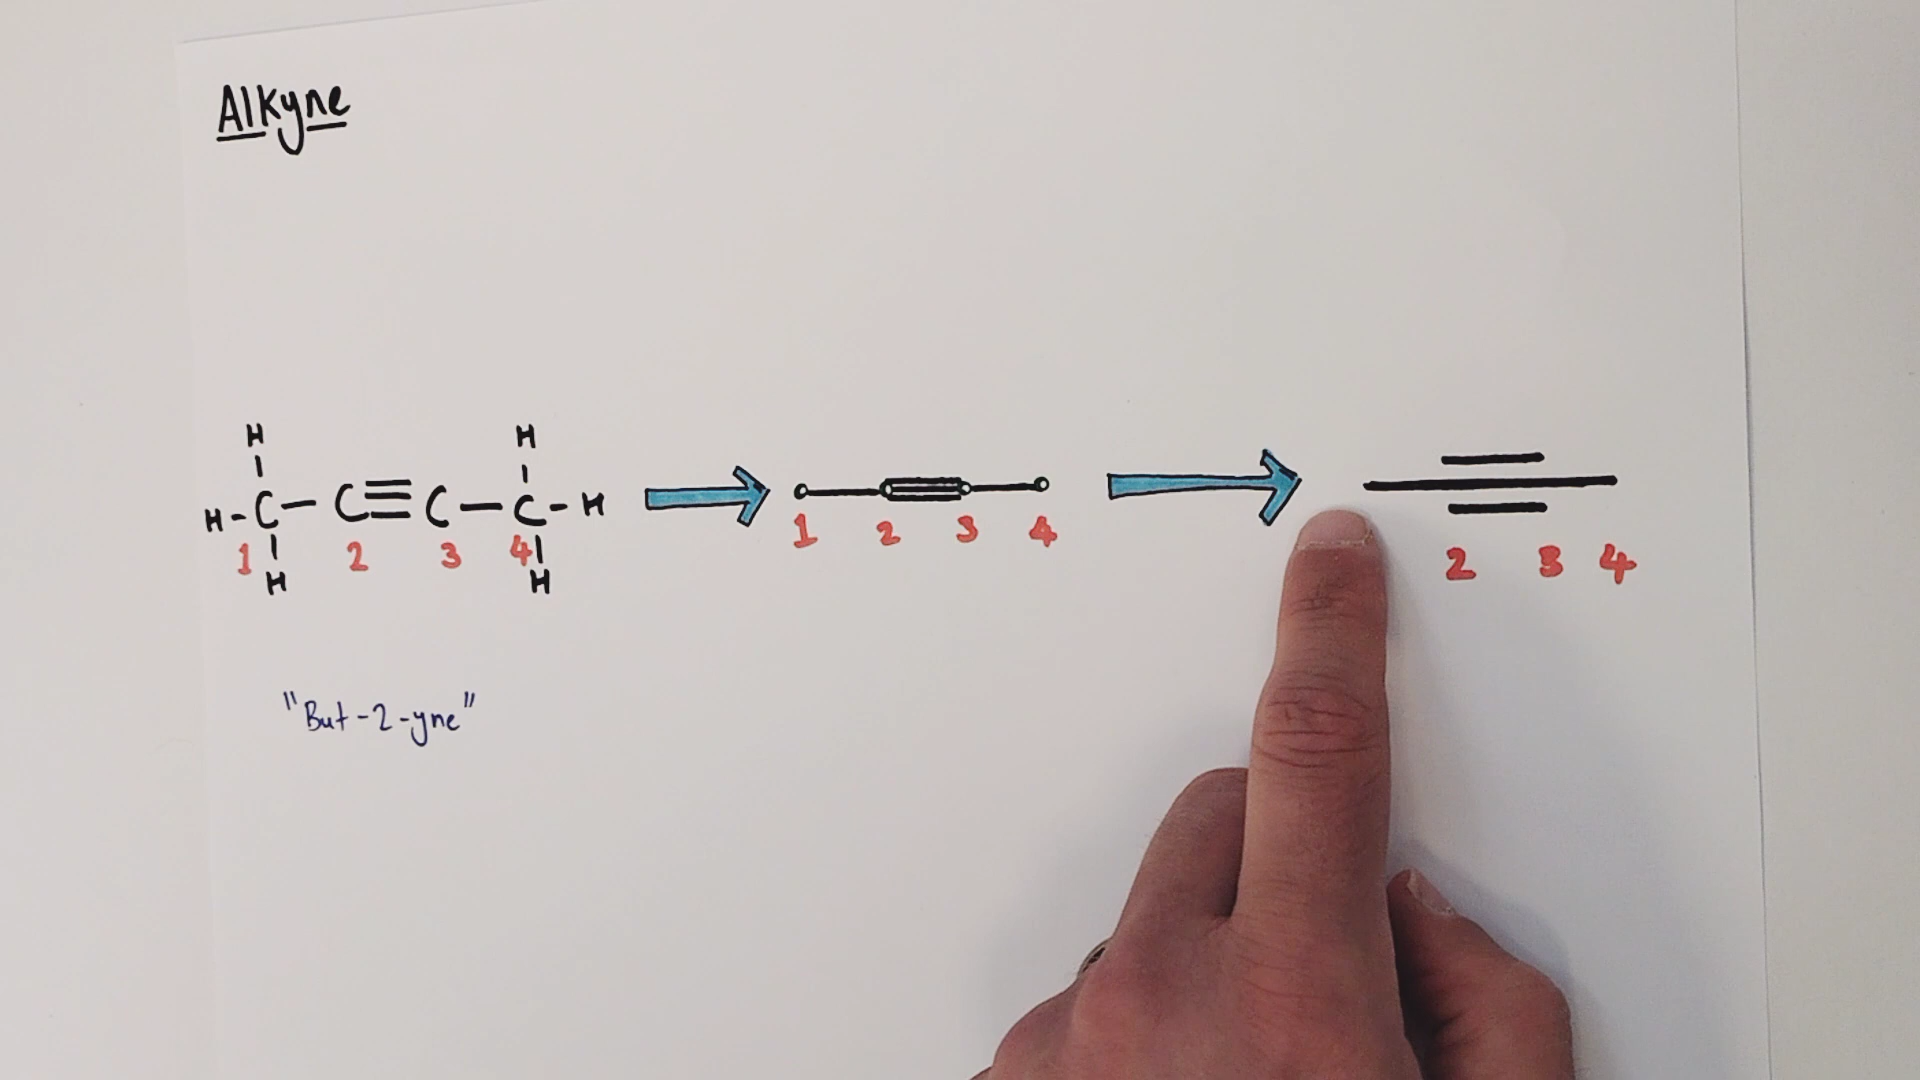 Alkyne
H H
H-C-C≡C-C-H
1 2 3 4
H H
1 2 3 4
2 3 4
"But-2-yne"